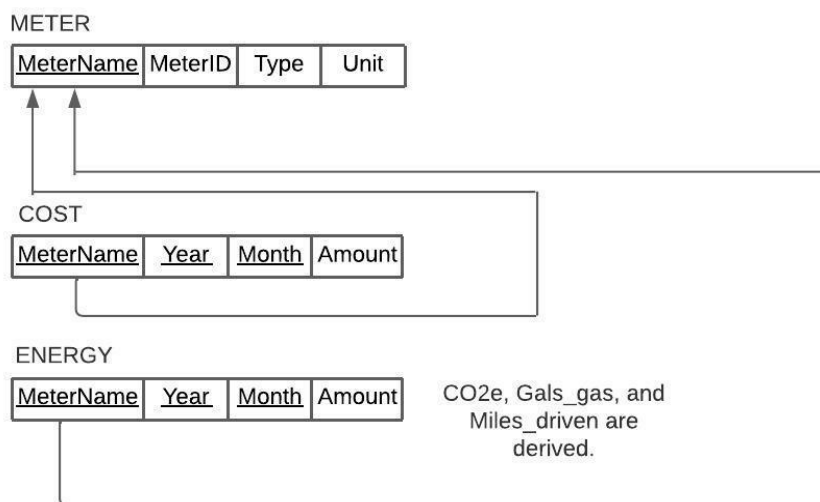 METER
MeterName MeterID Type Unit
COST
MeterName Year Month Amount
ENERGY
MeterName Year Month Amount
CO2e, Gals_gas, and
Miles_driven are
derived.